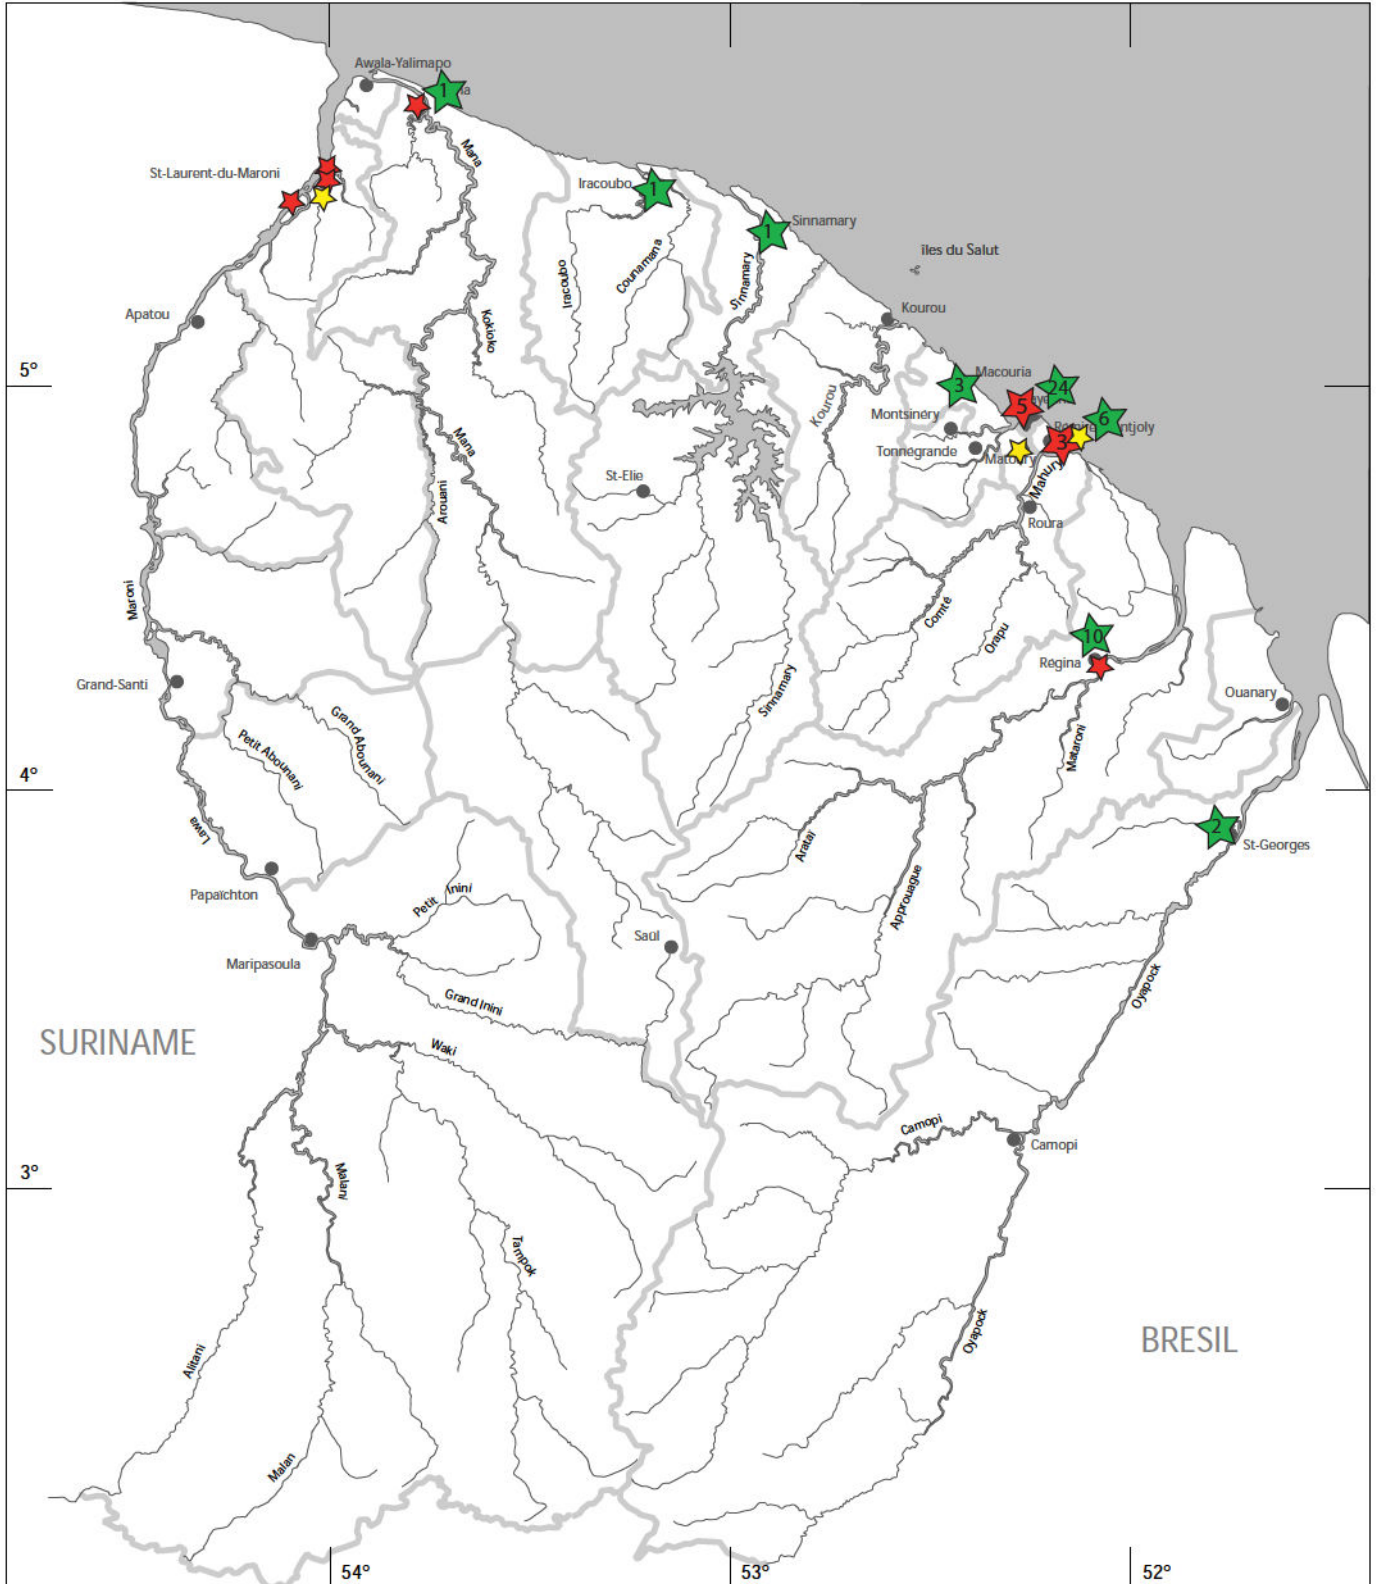 Awala-Yalimapo
1
Mana
St-Laurent-du-Maroni
Iracoubo
1
Sinnamary
1
îles du Salut
Iracoubo
Counamana
Sinnamary
Apatou
Kokioko
Kourou
5°
Macouria
3
24
5
6
Kourou
Montsinéry
Mana
Tonnégrande
Matoury
3
Mahury
St-Elie
Arouani
Roura
Maroni
Comté
Orapu
10
Régina
Grand-Santi
Sinnamary
Ouanary
Grand Abounani
Petit Abounani
Mataroni
4°
Lawa
Arataï
2
St-Georges
Papaïchton
Petit Inini
Approuague
Maripasoula
Saül
Grand Inini
Oyapock
SURINAME
Waki
Camopi
Camopi
3°
Malani
Tampok
Alitani
Oyapock
BRESIL
Malan
54°
53°
52°